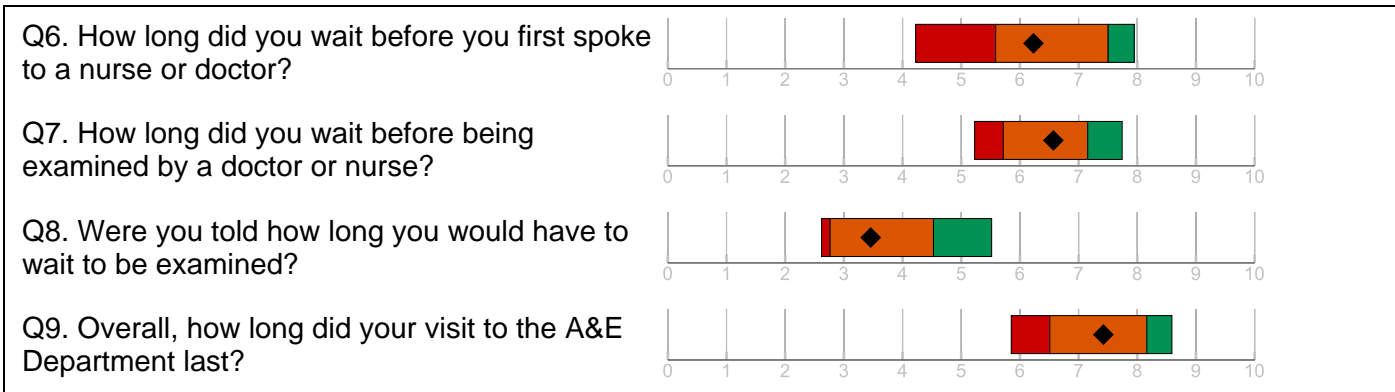 Q6. How long did you wait before you first spoke
to a nurse or doctor?
0 1 2 3 4 5 6 7 8 9 10
Q7. How long did you wait before being
examined by a doctor or nurse?
0 1 2 3 4 5 6 7 8 9 10
Q8. Were you told how long you would have to
wait to be examined?
0 1 2 3 4 5 6 7 8 9 10
Q9. Overall, how long did your visit to the A&E
Department last?
0 1 2 3 4 5 6 7 8 9 10